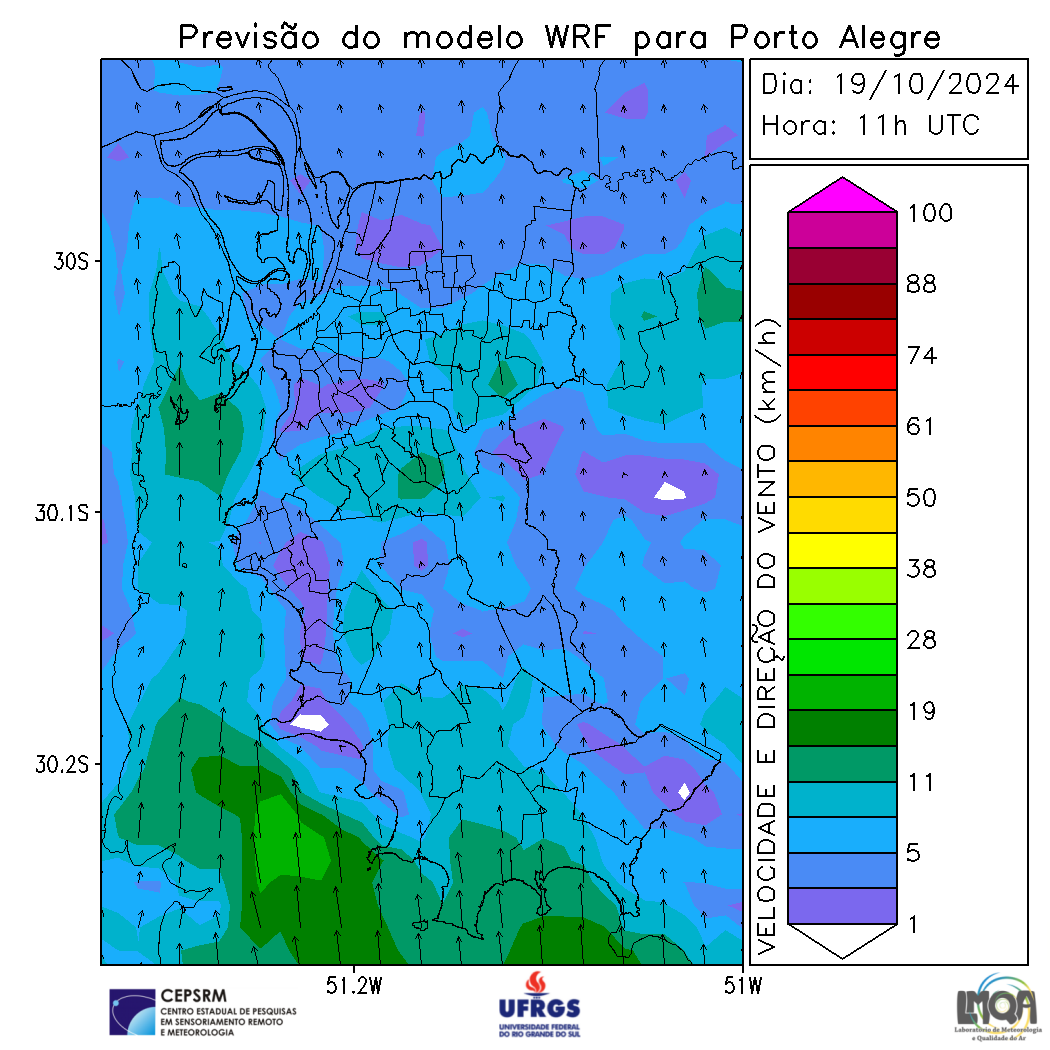 Previsão do modelo WRF para Porto Alegre
Dia: 19/10/2024
Hora: 11h UTC
30S
30.1S
30.2S
51.2W
51W
VELOCIDADE E DIREÇÃO DO VENTO (km/h)
100
88
74
61
50
38
28
19
11
5
1
CEPSRM
CENTRO ESTADUAL DE PESQUISAS
EM SENSORIAMENTO REMOTO
E METEOROLOGIA
UFRGS
UNIVERSIDADE FEDERAL
DO RIO GRANDE DO SUL
LMQA
Laboratório de Meteorologia
e Qualidade do Ar